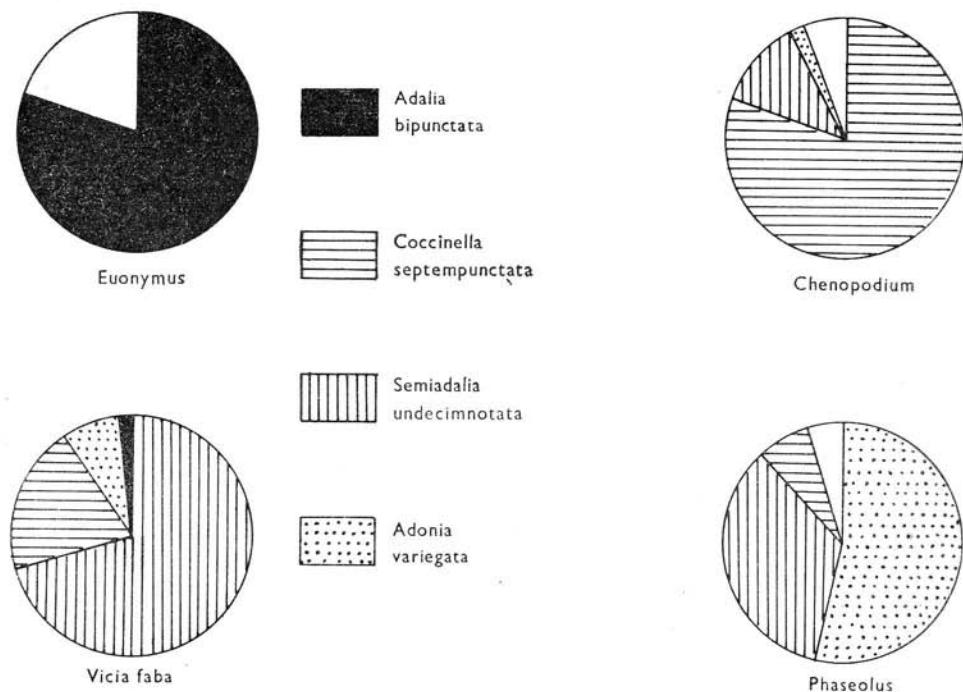 Adalia
bipunctata
Euonymus
Coccinella
septempunctata
Chenopodium
Semiadalia
undecimnotata
Adonia
variegata
Vicia faba
Phaseolus